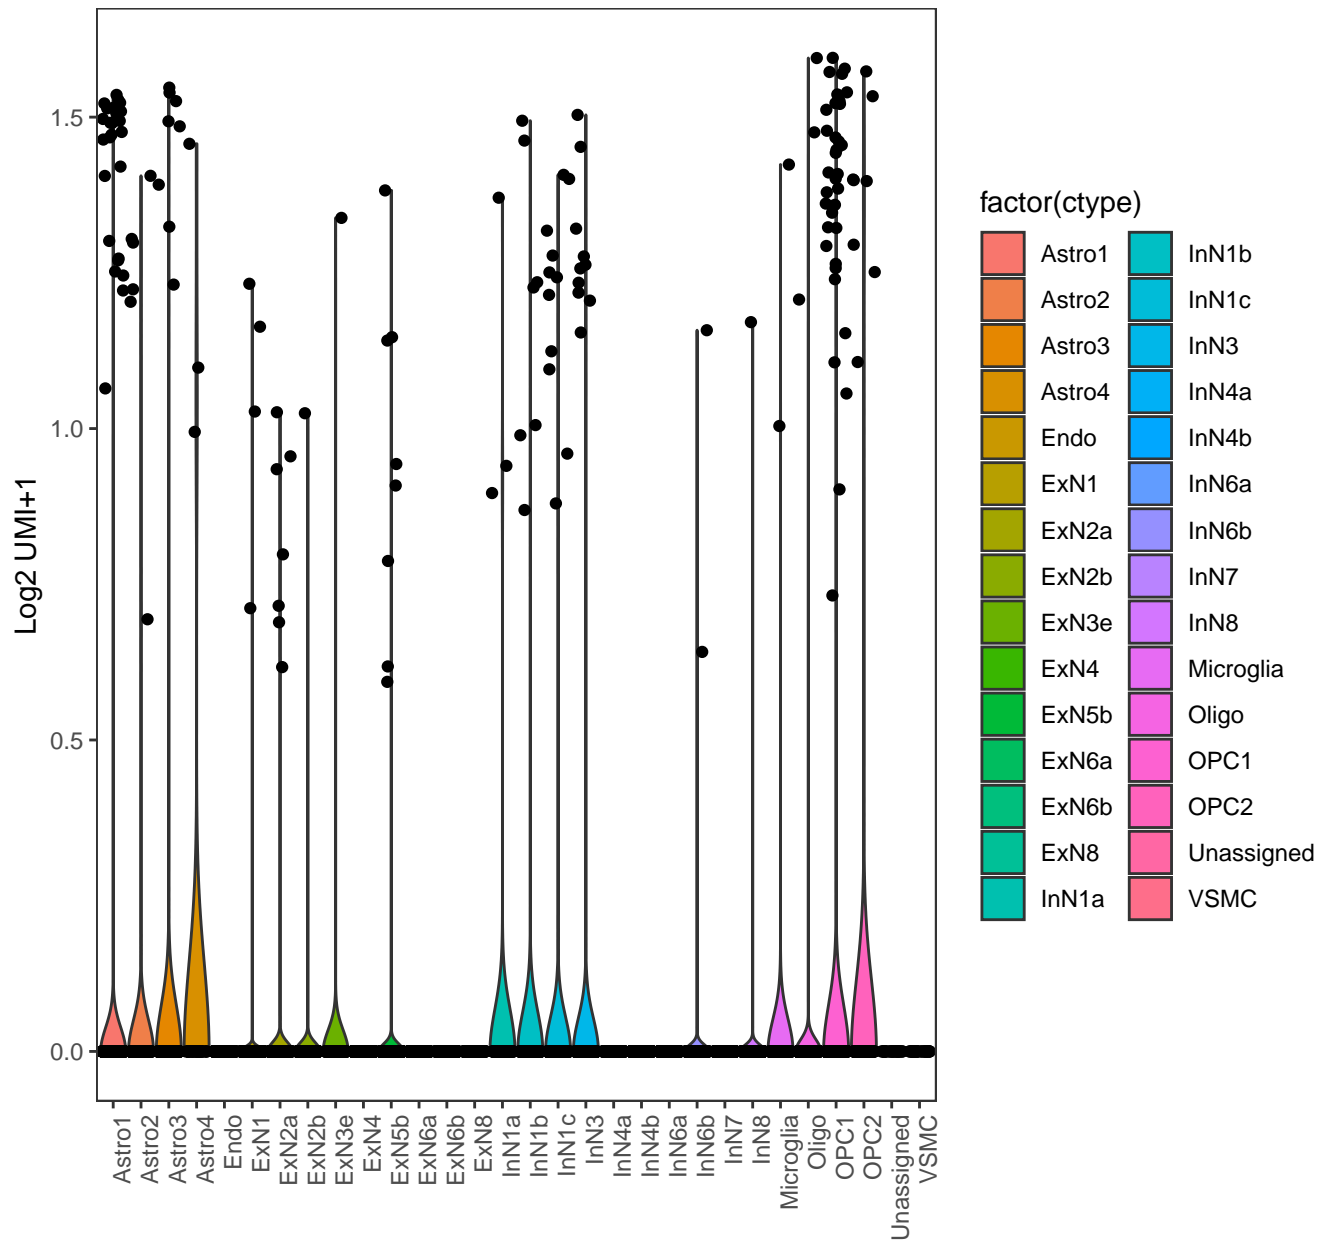 factor(ctype)
Astro1
Astro2
Astro3
Astro4
Endo
ExN1
ExN2a
ExN2b
ExN3e
ExN4
ExN5b
ExN6a
ExN6b
ExN8
InN1a
InN1b
InN1c
InN3
InN4a
InN4b
InN6a
InN6b
InN7
InN8
Microglia
Oligo
OPC1
OPC2
Unassigned
VSMC
Log2 UMI+1
1.5
1.0
0.5
0.0
Astro1
Astro2
Astro3
Astro4
Endo
ExN1
ExN2a
ExN2b
ExN3e
ExN4
ExN5b
ExN6a
ExN6b
ExN8
InN1a
InN1b
InN1c
InN3
InN4a
InN4b
InN6a
InN6b
InN7
InN8
Microglia
Oligo
OPC1
OPC2
Unassigned
VSMC